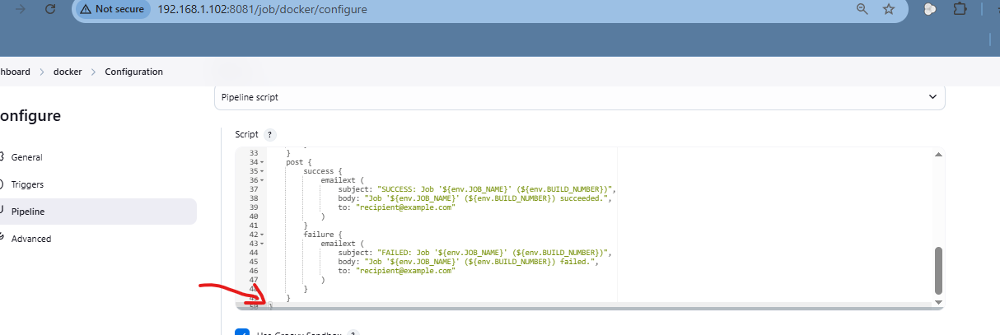 Not secure 192.168.1.102:8081/job/docker/configure
hboard > docker > Configuration
onfigure
General
Triggers
Pipeline
Advanced
Pipeline script
Script ?
33 }
34 post {
35 success {
36 emailext (
37 subject: "SUCCESS: Job '${env.JOB_NAME}' (${env.BUILD_NUMBER})",
38 body: "Job '${env.JOB_NAME}' (${env.BUILD_NUMBER}) succeeded.",
39 to: "recipient@example.com"
40 )
41 }
42 failure {
43 emailext (
44 subject: "FAILED: Job '${env.JOB_NAME}' (${env.BUILD_NUMBER})",
45 body: "Job '${env.JOB_NAME}' (${env.BUILD_NUMBER}) failed.",
46 to: "recipient@example.com"
47 )
48 }
49 }
50 }
Use Groovy Sandbox ?